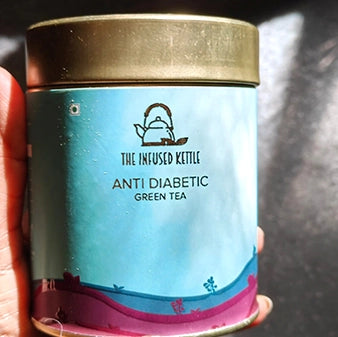 THE INFUSED KETTLE
ANTI DIABETIC
GREEN TEA